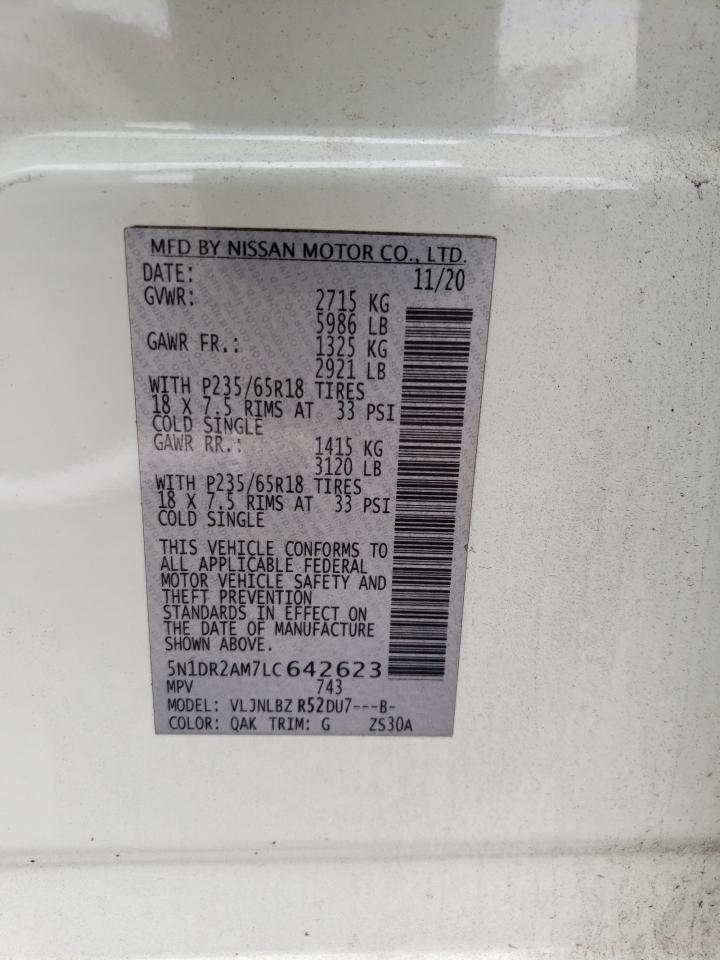 MFD BY NISSAN MOTOR CO., LTD.
DATE: 11/20
GVWR: 2715 KG
5986 LB
GAWR FR.: 1325 KG
2921 LB
WITH P235/65R18 TIRES
18 X 7.5 RIMS AT 33 PSI
COLD SINGLE
GAWR RR.: 1415 KG
3120 LB
WITH P235/65R18 TIRES
18 X 7.5 RIMS AT 33 PSI
COLD SINGLE
THIS VEHICLE CONFORMS TO
ALL APPLICABLE FEDERAL
MOTOR VEHICLE SAFETY AND
THEFT PREVENTION
STANDARDS IN EFFECT ON
THE DATE OF MANUFACTURE
SHOWN ABOVE.
5N1DR2AM7LC642623
MPV 743
MODEL: VLJNLBZ R52DU7---B-
COLOR: QAK TRIM: G ZS30A